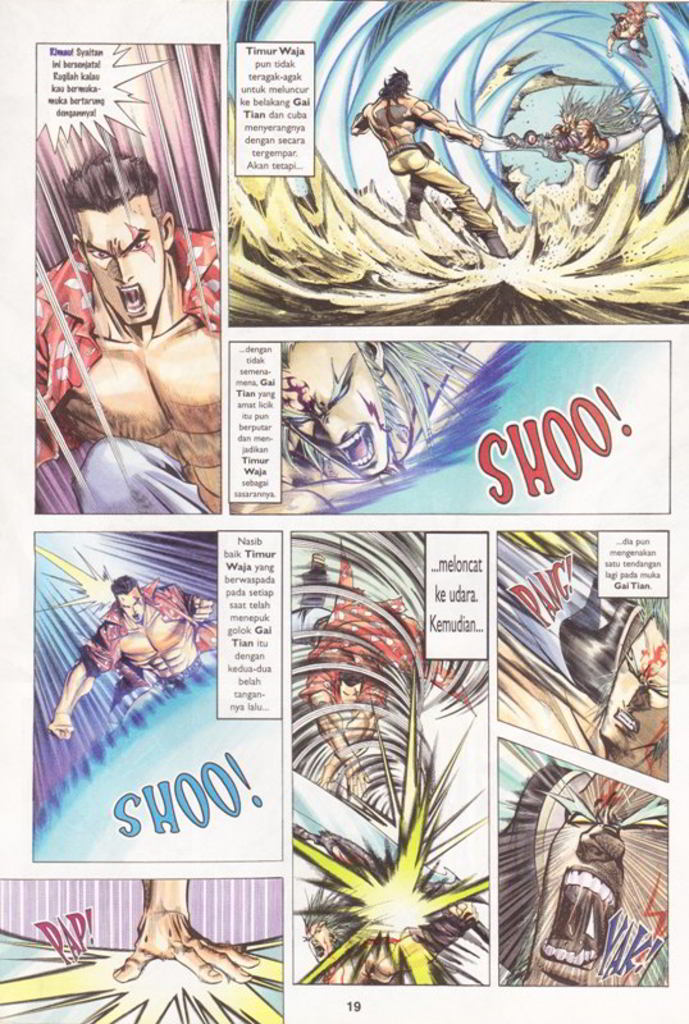 Rimau! Syaitan
ini bersenjata!
Rugilah kalau
kau bermuka-
muka bertarung
dengannya!
Timur Waja
pun tidak
teragak-agak
untuk meluncur
ke belakang Gai
Tian dan cuba
menyerangnya
dengan secara
tergempar.
Akan tetapi...
...dengan
tidak
semena-
mena, Gai
Tian yang
amat licik
itu pun
berputar
dan men-
jadikan
Timur
Waja
sebagai
sasarannya.
SHOO!
Nasib
baik Timur
Waja yang
berwaspada
pada setiap
saat telah
menepuk
golok Gai
Tian itu
dengan
kedua-dua
belah
tangan-
nya lalu...
SHOO!
PAP!
...meloncat
ke udara.
Kemudian...
...dia pun
mengenakan
satu tendangan
lagi pada muka
Gai Tian.
PANG!
YAK!
19